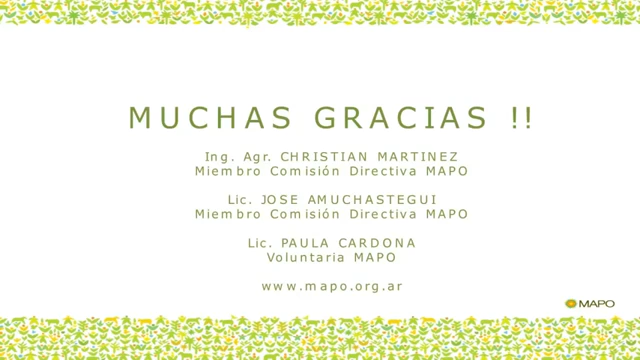 MUCHAS GRACIAS !!
Ing. Agr. CHRISTIAN MARTINEZ
Miembro Comisión Directiva MAPO
Lic. JOSE AMUCHASTEGUI
Miembro Comisión Directiva MAPO
Lic. PAULA CARDONA
Voluntaria MAPO
www.mapo.org.ar
MAPO